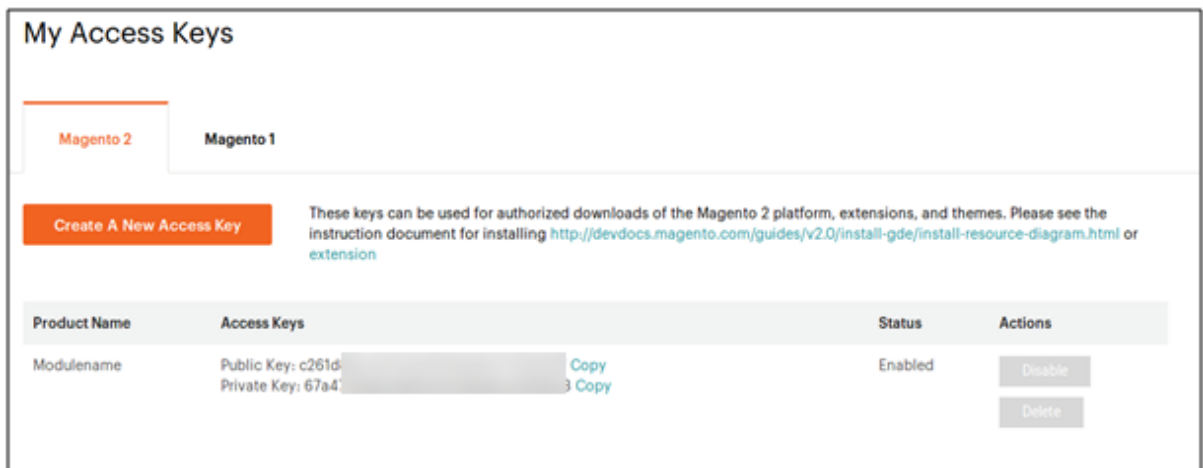 My Access Keys
Magento 2
Magento 1
Create A New Access Key
These keys can be used for authorized downloads of the Magento 2 platform, extensions, and themes. Please see the
instruction document for installing http://devdocs.magento.com/guides/v2.0/install-gde/install-resource-diagram.html or
extension
Product Name Access Keys Status Actions
Modulename Public Key: c261d Copy Enabled Disable
Private Key: 67a4 Copy
Delete